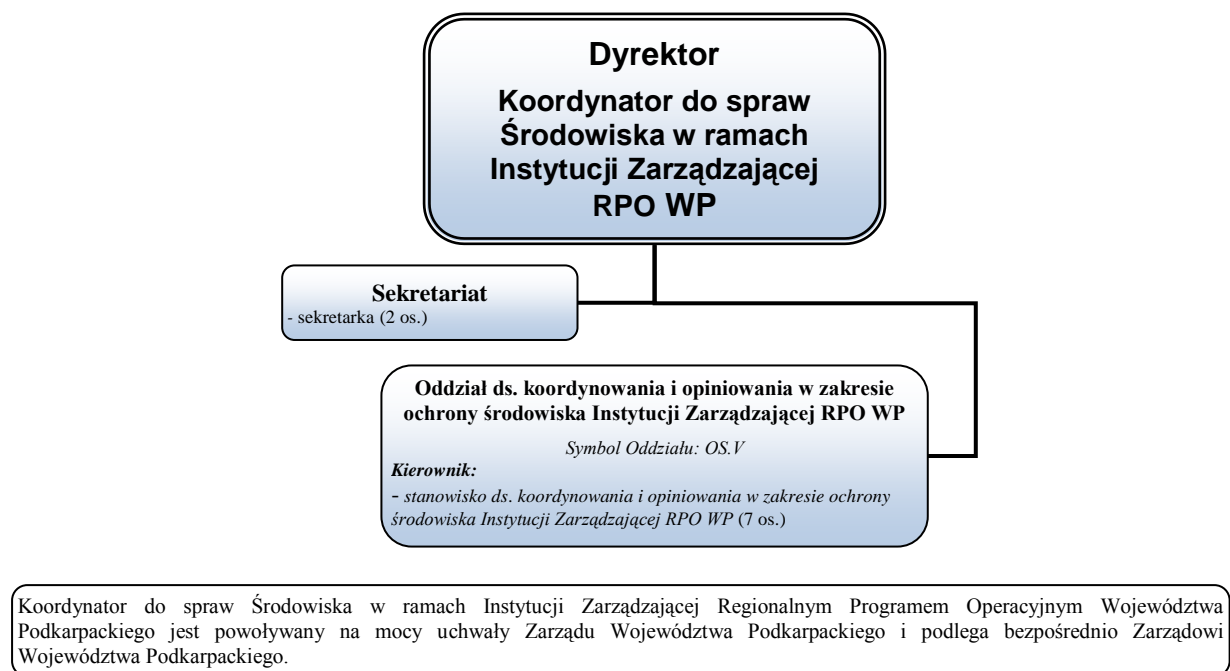 Dyrektor
Koordynator do spraw
Środowiska w ramach
Instytucji Zarządzającej
RPO WP
Sekretariat
- sekretarka (2 os.)
Oddział ds. koordynowania i opiniowania w zakresie
ochrony środowiska Instytucji Zarządzającej RPO WP
Symbol Oddziału: OS.V
Kierownik:
- stanowisko ds. koordynowania i opiniowania w zakresie ochrony
środowiska Instytucji Zarządzającej RPO WP (7 os.)
Koordynator do spraw Środowiska w ramach Instytucji Zarządzającej Regionalnym Programem Operacyjnym Województwa
Podkarpackiego jest powoływany na mocy uchwały Zarządu Województwa Podkarpackiego i podlega bezpośrednio Zarządowi
Województwa Podkarpackiego.